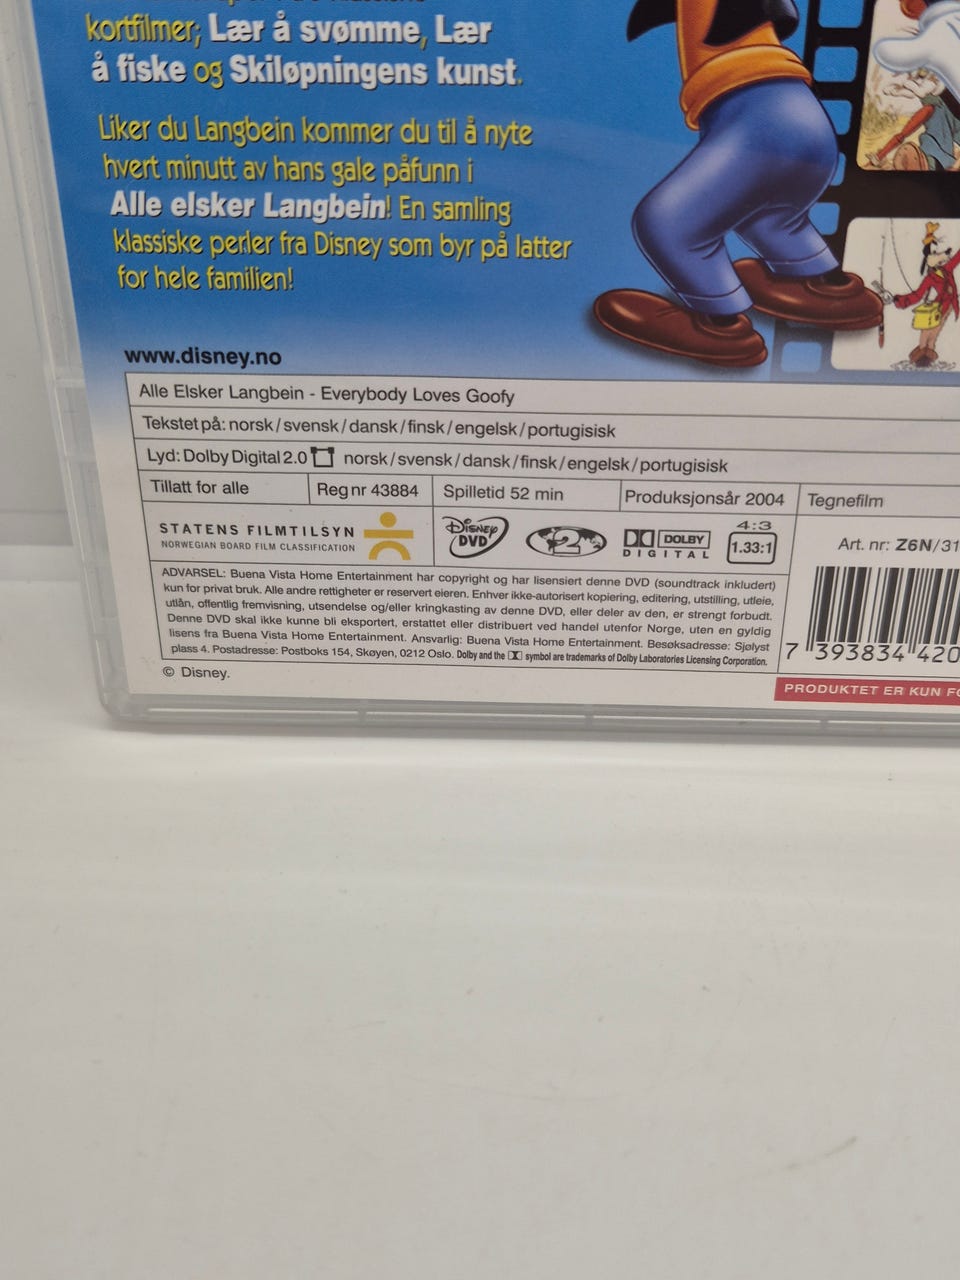 kortfilmer; Lær å svømme, Lær
å fiske og Skiløpningens kunst.
Liker du Langbein kommer du til å nyte
hvert minutt av hans gale påfunn i
Alle elsker Langbein! En samling
klassiske perler fra Disney som byr på latter
for hele familien!
www.disney.no
Alle Elsker Langbein - Everybody Loves Goofy
Tekstet på: norsk/svensk/dansk/finsk/engelsk/portugisisk
Lyd: Dolby Digital 2.0 norsk/svensk/dansk/finsk/engelsk/portugisisk
Tillatt for alle Reg nr 43884 Spilletid 52 min Produksjonsår 2004 Tegnefilm
STATENS FILMTILSYN
NORWEGIAN BOARD FILM CLASSIFICATION
Disney DVD
2
DOLBY DIGITAL
4:3
1.33:1
Art. nr: Z6N/31
ADVARSEL: Buena Vista Home Entertainment har copyright og har lisensiert denne DVD (soundtrack inkludert)
kun for privat bruk. Alle andre rettigheter er reservert eieren. Enhver ikke-autorisert kopiering, editering, utstilling, utleie,
utlån, offentlig fremvisning, utsendelse og/eller kringkasting av denne DVD, eller deler av den, er strengt forbudt.
Denne DVD skal ikke kunne bli eksportert, erstattet eller distribuert ved handel utenfor Norge, uten en gyldig
lisens fra Buena Vista Home Entertainment. Ansvarlig: Buena Vista Home Entertainment. Besøksadresse: Sjølyst
plass 4. Postadresse: Postboks 154, Skøyen, 0212 Oslo. Dolby and the symbol are trademarks of Dolby Laboratories Licensing Corporation.
7 393834 420
© Disney.
PRODUKTET ER KUN FO